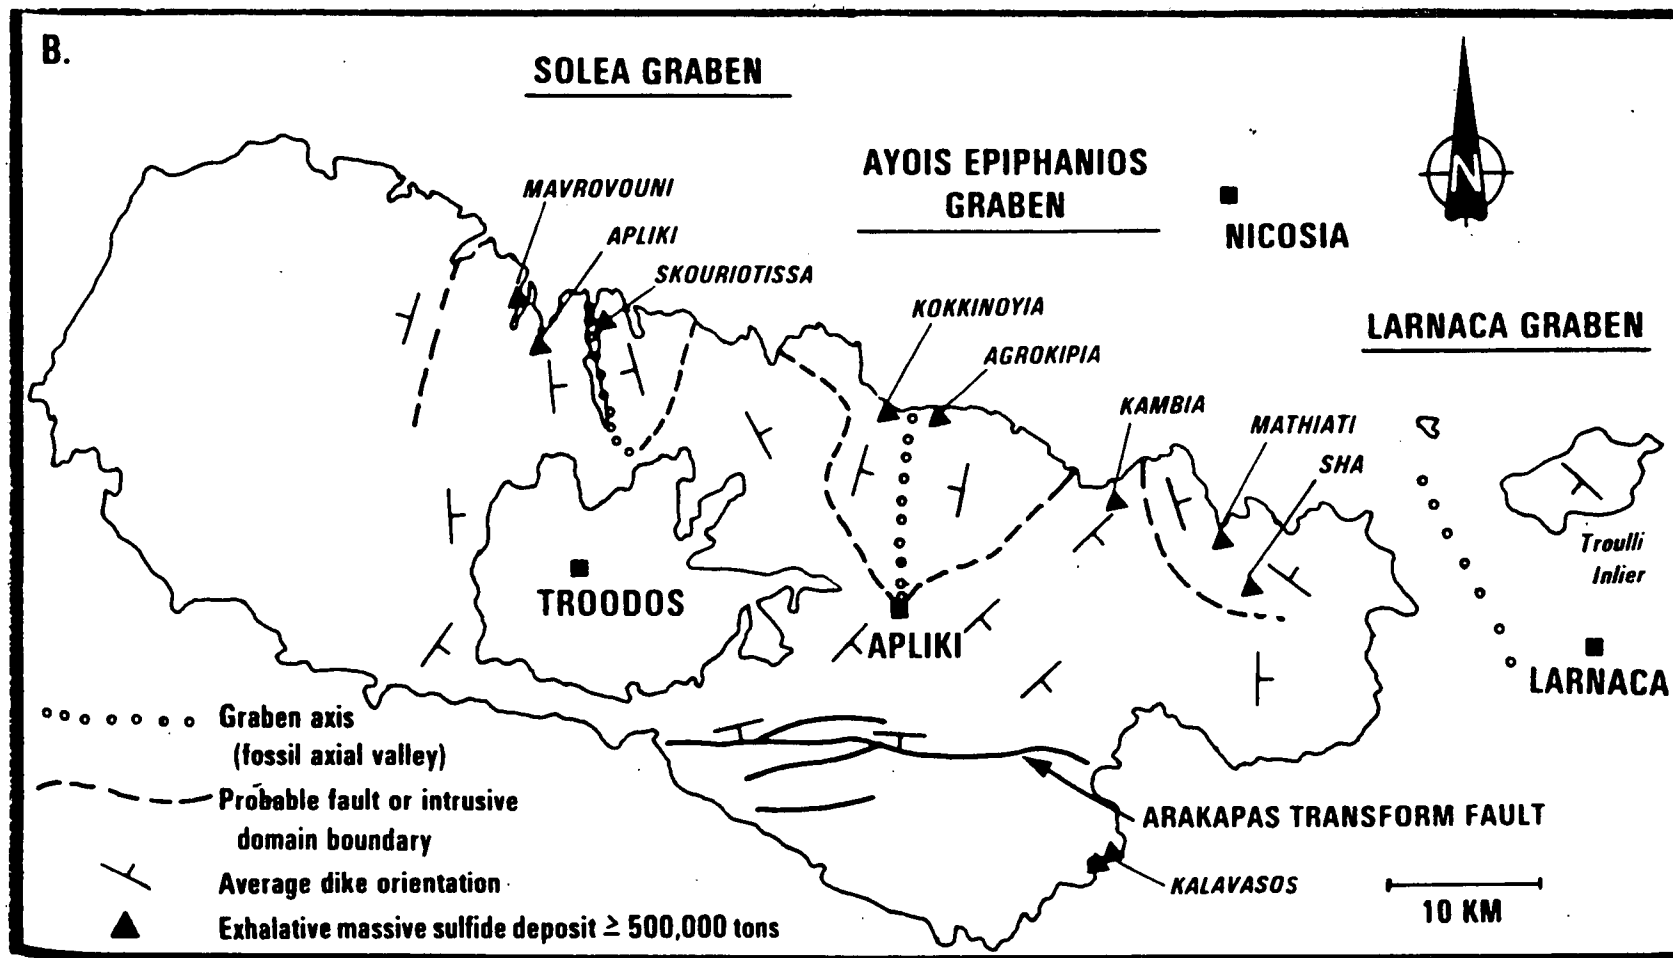 B.
SOLEA GRABEN
AYOIS EPIPHANIOS
GRABEN
N
NICOSIA
MAVROVOUNI
APLIKI
SKOURIOTISSA
KOKKINOYIA
AGROKIPIA
LARNACA GRABEN
KAMBIA
MATHIATI
SHA
Troulli
Inlier
TROODOS
APLIKI
LARNACA
Graben axis
(fossil axial valley)
Probable fault or intrusive
domain boundary
Average dike orientation
Exhalative massive sulfide deposit ≥ 500,000 tons
ARAKAPAS TRANSFORM FAULT
KALAVASOS
10 KM